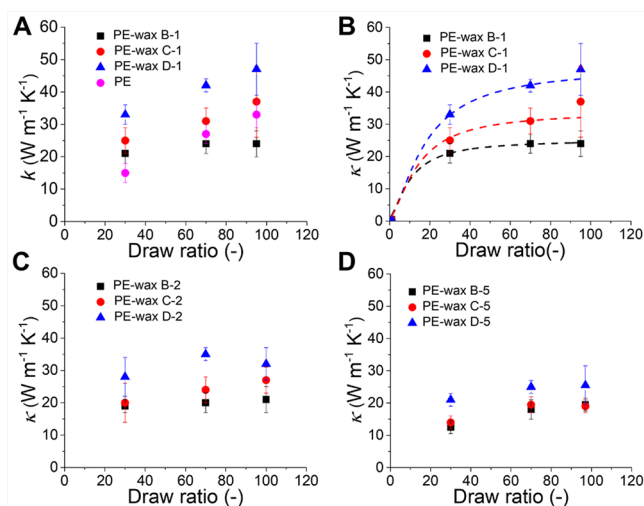 A
PE-wax B-1
PE-wax C-1
PE-wax D-1
PE
k (W m⁻¹ K⁻¹)
60
50
40
30
20
10
0
0 20 40 60 80 100 120
Draw ratio (-)
B
PE-wax B-1
PE-wax C-1
PE-wax D-1
κ (W m⁻¹ K⁻¹)
60
50
40
30
20
10
0
0 20 40 60 80 100 120
Draw ratio(-)
C
PE-wax B-2
PE-wax C-2
PE-wax D-2
κ (W m⁻¹ K⁻¹)
60
50
40
30
20
10
0
0 20 40 60 80 100 120
Draw ratio (-)
D
PE-wax B-5
PE-wax C-5
PE-wax D-5
κ (W m⁻¹ K⁻¹)
60
50
40
30
20
10
0
0 20 40 60 80 100 120
Draw ratio (-)